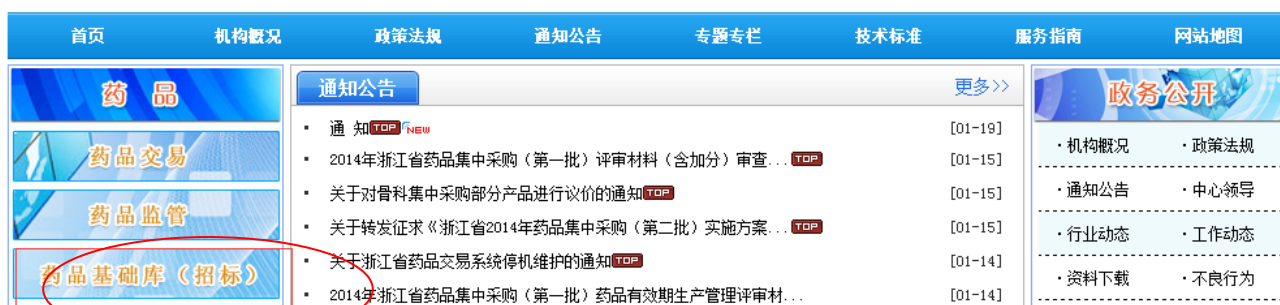 首页 机构概况 政策法规 通知公告 专题专栏 技术标准 服务指南 网站地图
药 品
药品交易
药品监管
药品基础库（招标）
通知公告 更多>>
通 知TOP NEW [01-19]
2014年浙江省药品集中采购（第一批）评审材料（含加分）审查...TOP [01-15]
关于对骨科集中采购部分产品进行议价的通知TOP [01-15]
关于转发征求《浙江省2014年药品集中采购（第二批）实施方案...TOP [01-15]
关于浙江省药品交易系统停机维护的通知TOP [01-14]
2014年浙江省药品集中采购（第一批）药品有效期生产管理评审材... [01-14]
政务公开
·机构概况 ·政策法规
·通知公告 ·中心领导
·行业动态 ·工作动态
·资料下载 ·不良行为